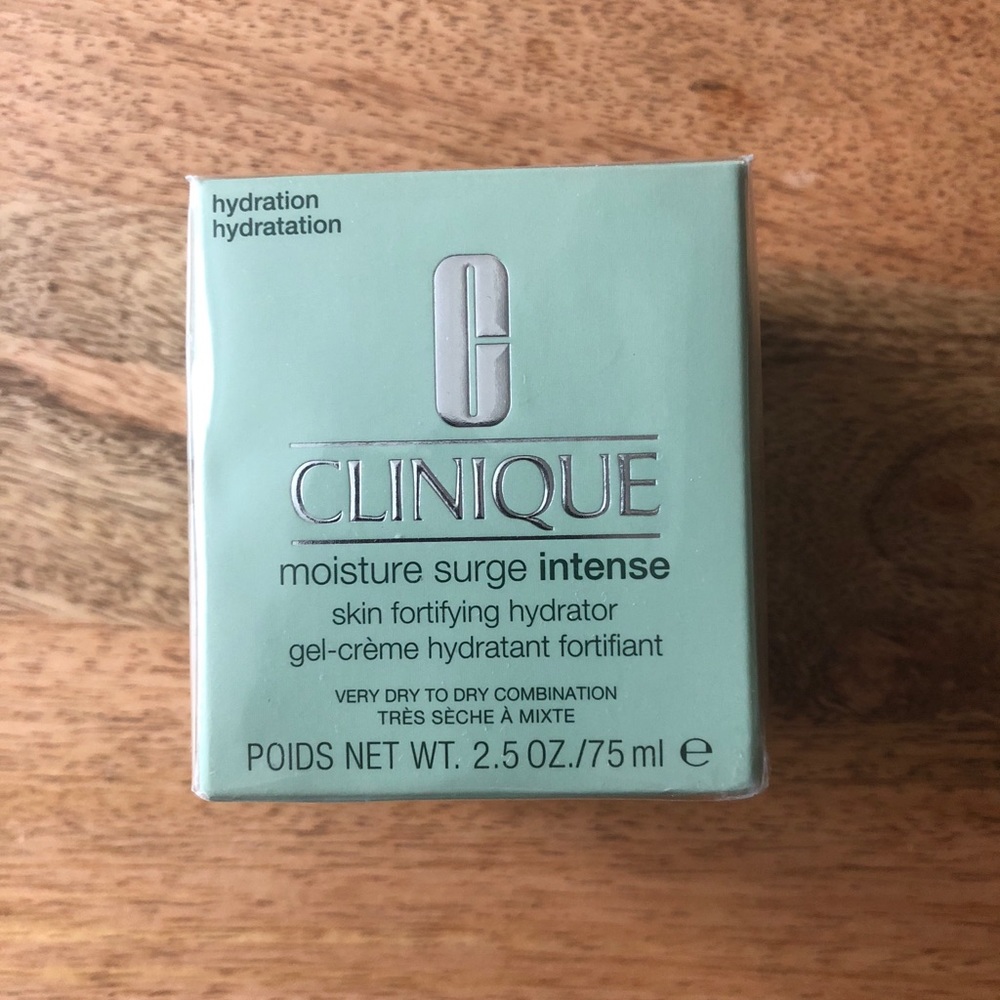 hydration
hydratation
C
CLINIQUE
moisture surge intense
skin fortifying hydrator
gel-crème hydratant fortifiant
VERY DRY TO DRY COMBINATION
TRÈS SÈCHE À MIXTE
POIDS NET WT. 2.5 OZ./75 ml ℮